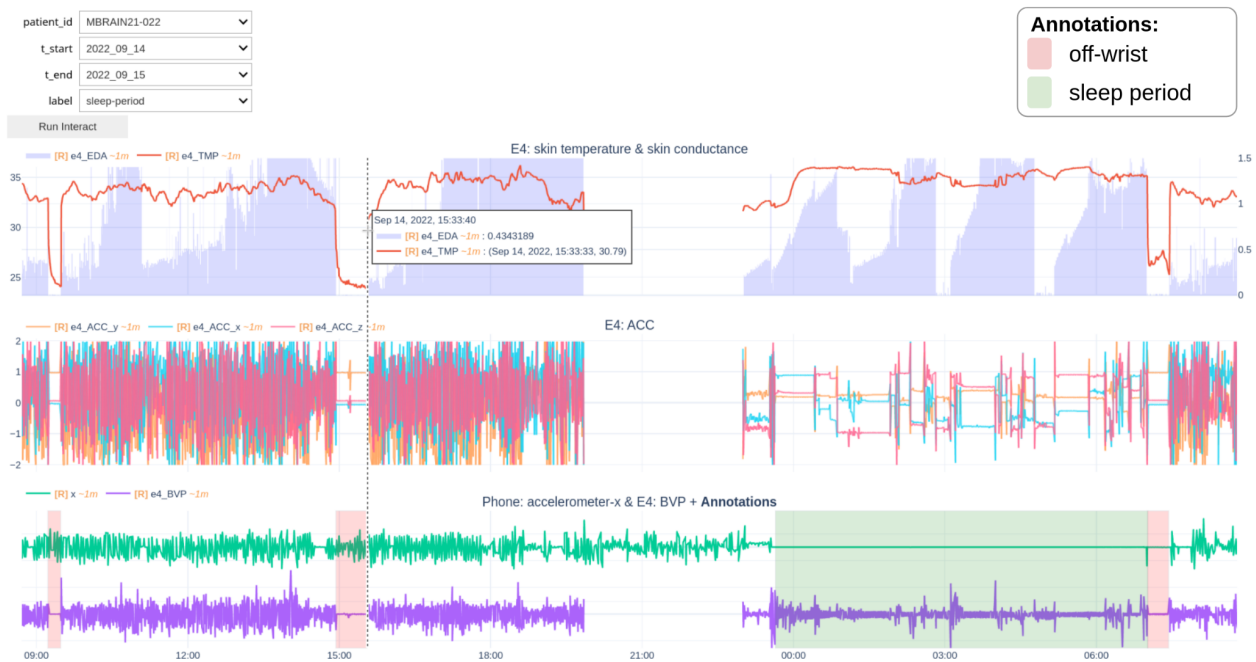 patient_id MBRAIN21-022
t_start 2022_09_14
t_end 2022_09_15
label sleep-period
Run Interact
Annotations:
off-wrist
sleep period
E4: skin temperature & skin conductance
[R] e4_EDA ~1m [R] e4_TMP ~1m
35
30
25
1.5
1
0.5
0
Sep 14, 2022, 15:33:40
[R] e4_EDA ~1m : 0.4343189
[R] e4_TMP ~1m : (Sep 14, 2022, 15:33:33, 30.79)
E4: ACC
[R] e4_ACC_y ~1m [R] e4_ACC_x ~1m [R] e4_ACC_z ~1m
2
1
0
−1
−2
Phone: accelerometer-x & E4: BVP + Annotations
[R] x ~1m [R] e4_BVP ~1m
09:00 12:00 15:00 18:00 21:00 00:00 03:00 06:00